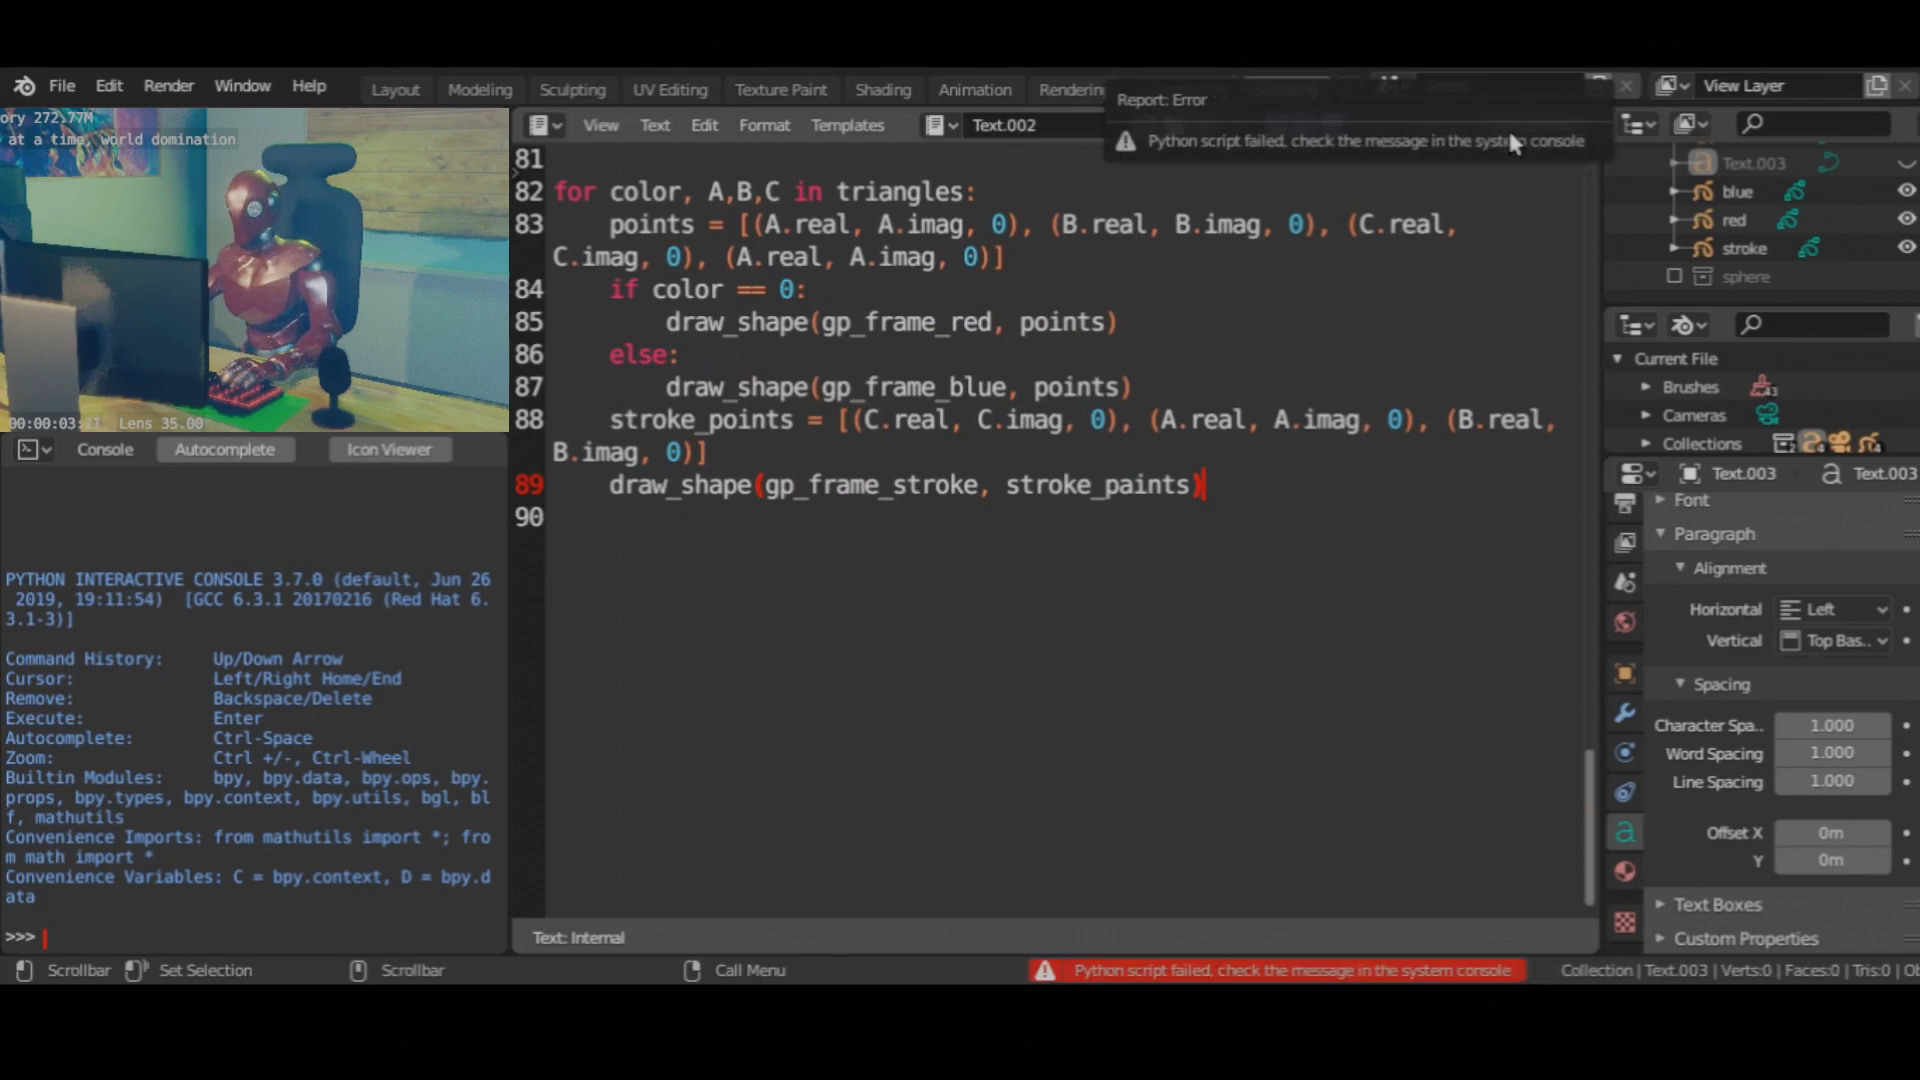 File Edit Render Window Help
Layout Modeling Sculpting UV Editing Texture Paint Shading Animation Rendering
View Layer
ory 272.77M
at a time, world domination
00:00:03:21 Lens 35.00
View Text Edit Format Templates Text.002
Report: Error
Python script failed, check the message in the system console
81
82 for color, A,B,C in triangles:
83 points = [(A.real, A.imag, 0), (B.real, B.imag, 0), (C.real,
C.imag, 0), (A.real, A.imag, 0)]
84 if color == 0:
85 draw_shape(gp_frame_red, points)
86 else:
87 draw_shape(gp_frame_blue, points)
88 stroke_points = [(C.real, C.imag, 0), (A.real, A.imag, 0), (B.real,
B.imag, 0)]
89 draw_shape(gp_frame_stroke, stroke_paints)
90
Text: Internal
Console Autocomplete Icon Viewer
PYTHON INTERACTIVE CONSOLE 3.7.0 (default, Jun 26
2019, 19:11:54) [GCC 6.3.1 20170216 (Red Hat 6.
3.1-3)]
Command History: Up/Down Arrow
Cursor: Left/Right Home/End
Remove: Backspace/Delete
Execute: Enter
Autocomplete: Ctrl-Space
Zoom: Ctrl +/-, Ctrl-Wheel
Builtin Modules: bpy, bpy.data, bpy.ops, bpy.
props, bpy.types, bpy.context, bpy.utils, bgl, bl
f, mathutils
Convenience Imports: from mathutils import *; fro
m math import *
Convenience Variables: C = bpy.context, D = bpy.d
ata
>>>
Text.003
blue
red
stroke
sphere
Current File
Brushes 43
Cameras
Collections
Text.003 Text.003
Font
Paragraph
Alignment
Horizontal Left
Vertical Top Bas..
Spacing
Character Spa.. 1.000
Word Spacing 1.000
Line Spacing 1.000
Offset X 0m
Y 0m
Text Boxes
Custom Properties
Scrollbar Set Selection Scrollbar Call Menu
Python script failed, check the message in the system console
Collection | Text.003 | Verts:0 | Faces:0 | Tris:0 | Ob